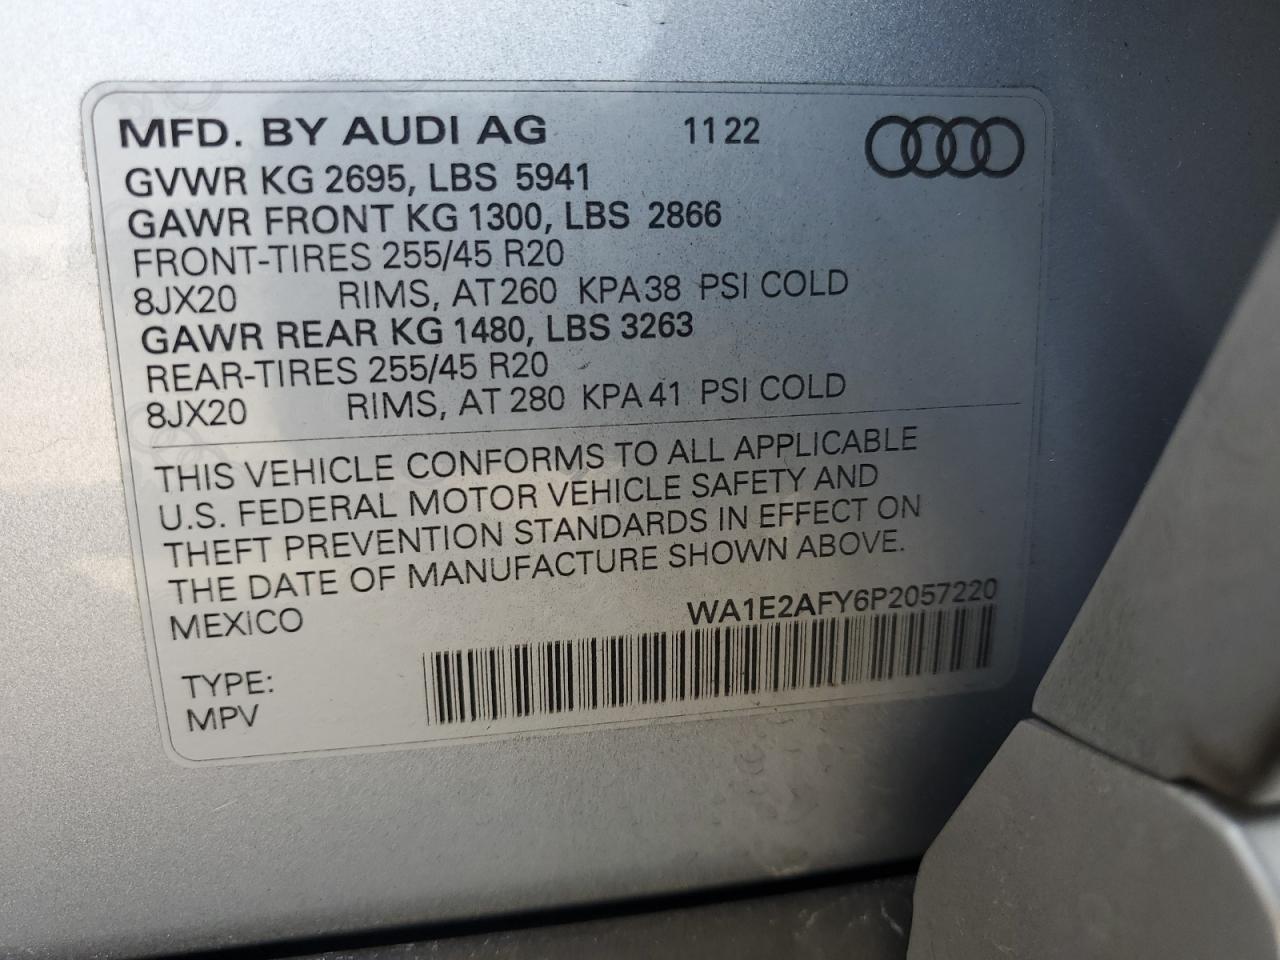 MFD. BY AUDI AG 11 22
GVWR KG 2695, LBS 5941
GAWR FRONT KG 1300, LBS 2866
FRONT-TIRES 255/45 R20
8JX20 RIMS, AT 260 KPA 38 PSI COLD
GAWR REAR KG 1480, LBS 3263
REAR-TIRES 255/45 R20
8JX20 RIMS, AT 280 KPA 41 PSI COLD
THIS VEHICLE CONFORMS TO ALL APPLICABLE
U.S. FEDERAL MOTOR VEHICLE SAFETY AND
THEFT PREVENTION STANDARDS IN EFFECT ON
THE DATE OF MANUFACTURE SHOWN ABOVE.
MEXICO WA1E2AFY6P2057220
TYPE:
MPV